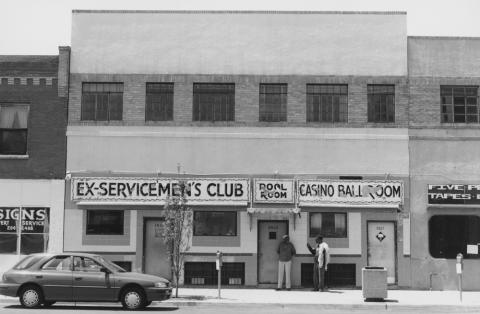 EX-SERVICEMEN'S CLUB
POOL
ROOM
CASINO BALL ROOM
SIGNS
FIVE
TAPES